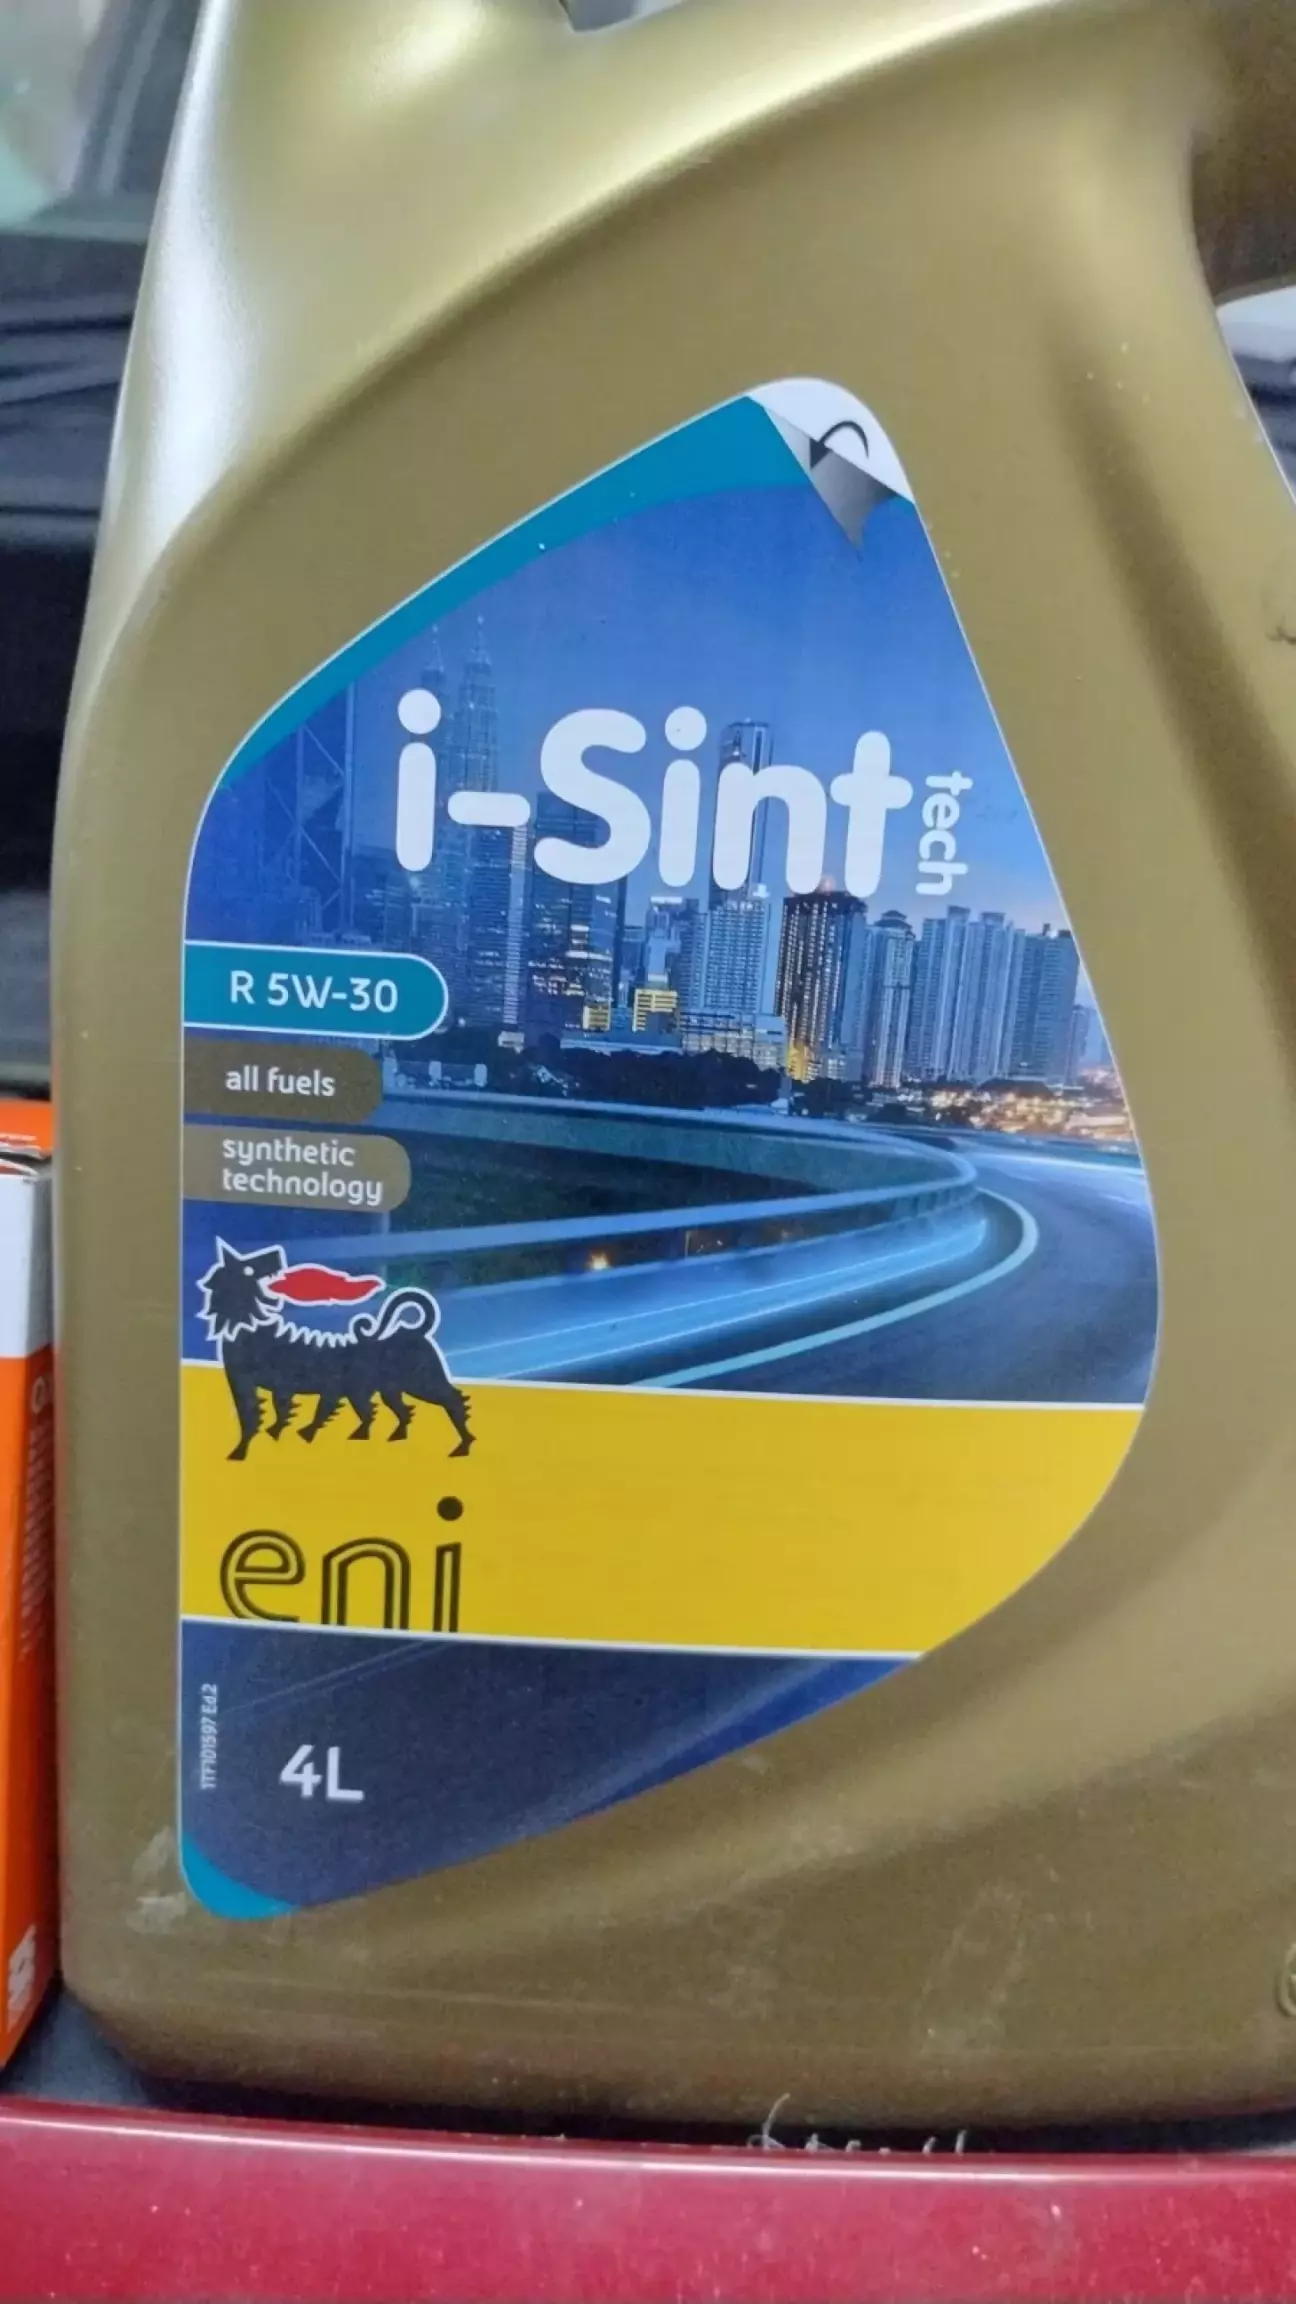 i-Sint
tech
R 5W-30
all fuels
synthetic
technology
eni
4L